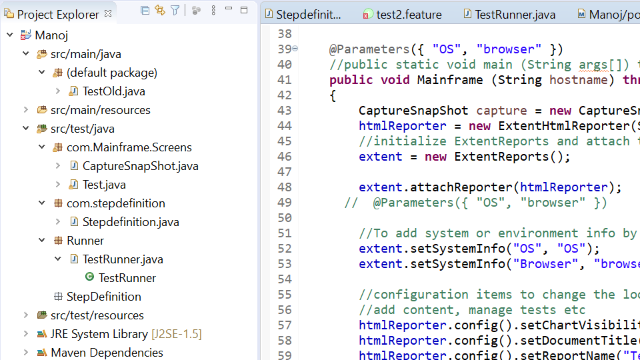 Project Explorer
Manoj
src/main/java
(default package)
TestOld.java
src/main/resources
src/test/java
com.Mainframe.Screens
CaptureSnapShot.java
Test.java
com.stepdefinition
Stepdefinition.java
Runner
TestRunner.java
TestRunner
StepDefinition
src/test/resources
JRE System Library [J2SE-1.5]
Maven Dependencies
Stepdefinit... test2.feature TestRunner.java Manoj/po
38
39 @Parameters({ "OS", "browser" })
40 //public static void main (String args[]) t
41 public void Mainframe (String hostname) thr
42 {
43 CaptureSnapShot capture = new CaptureSn
44 htmlReporter = new ExtentHtmlReporter(S
45 //initialize ExtentReports and attach t
46 extent = new ExtentReports();
47
48 extent.attachReporter(htmlReporter);
49 // @Parameters({ "OS", "browser" })
50
51 //To add system or environment info by
52 extent.setSystemInfo("OS", "OS");
53 extent.setSystemInfo("Browser", "browse
54
55 //configuration items to change the loo
56 //add content, manage tests etc
57 htmlReporter.config().setChartVisibilit
58 htmlReporter.config().setDocumentTitle
59 htmlReporter.config().setReportName("T